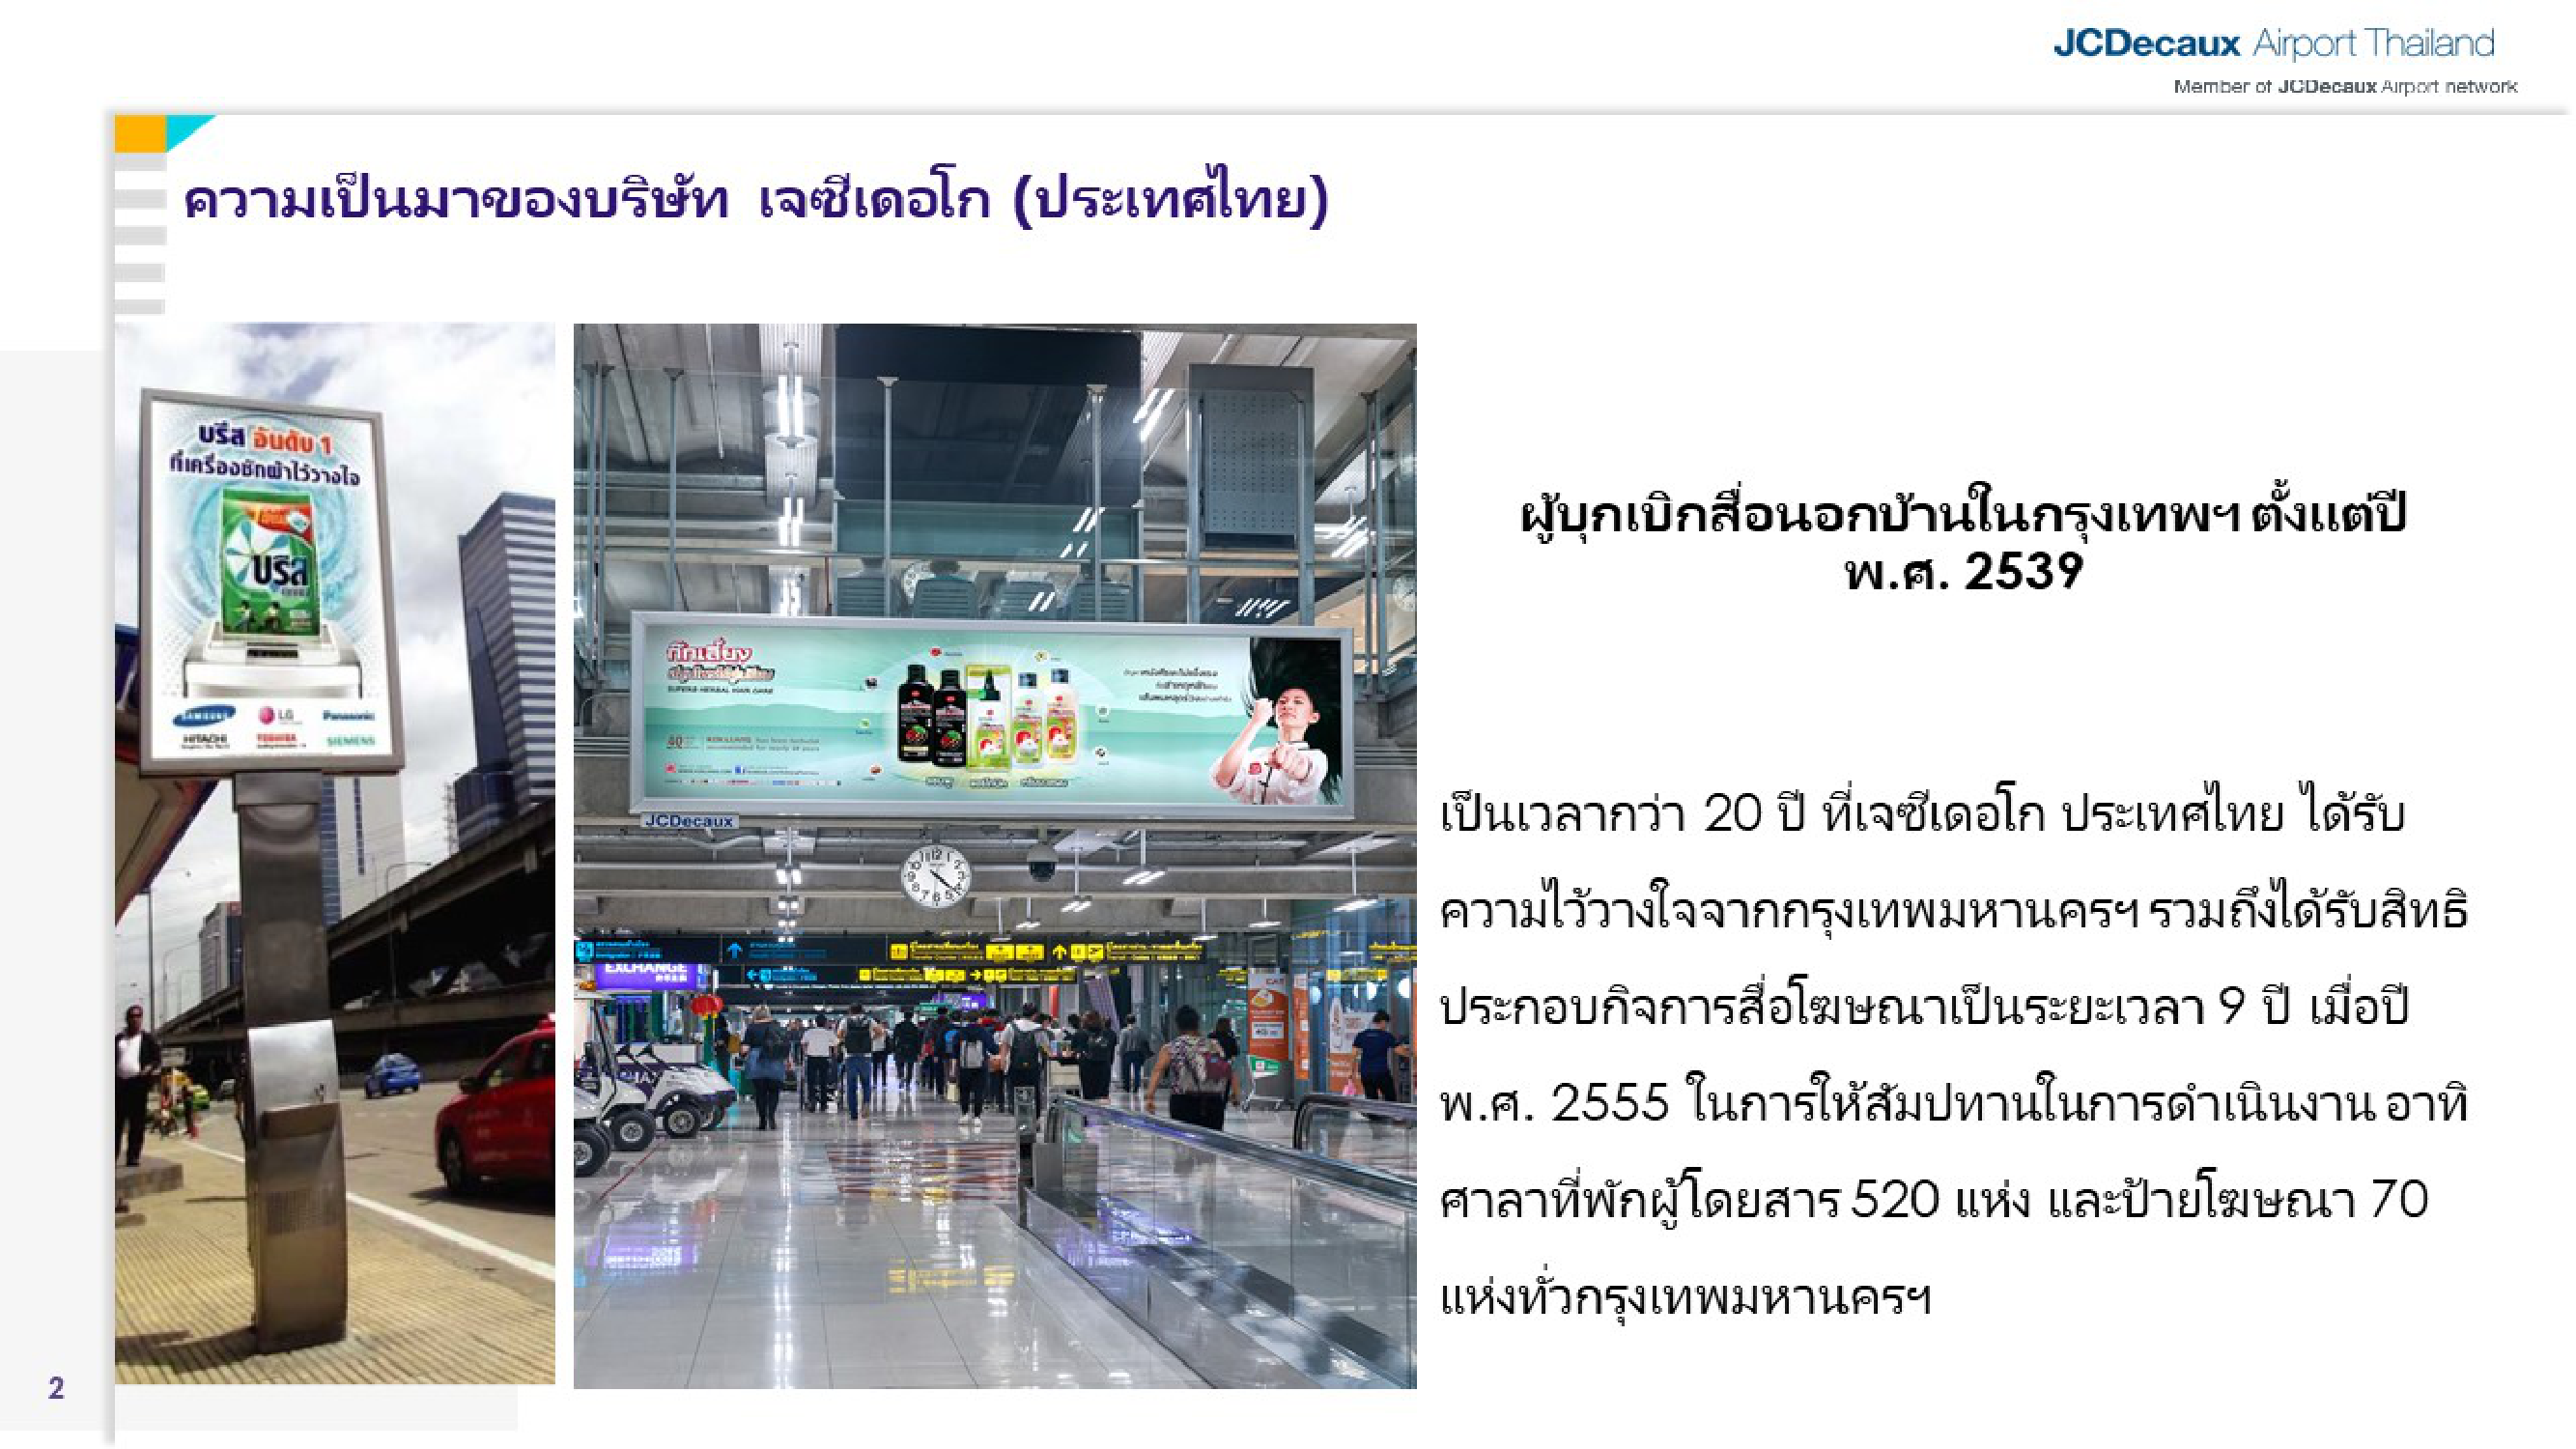 JCDecaux Airport Thailand
Member of JCDecaux Airport network
ความเป็นมาของบริษัท เจซีเดอโก (ประเทศไทย)
บรีส อันดับ 1
ที่เครื่องซักผ้าไว้วางใจ
บรีส
SAMSUNG LG Panasonic
HITACHI TOSHIBA SIEMENS
ก๊กเลี้ยง
SUPERB HERBAL HAIR CARE
40
JCDecaux
EXCHANGE
ผู้บุกเบิกสื่อนอกบ้านในกรุงเทพฯ ตั้งแต่ปี
พ.ศ. 2539
เป็นเวลากว่า 20 ปี ที่เจซีเดอโก ประเทศไทย ได้รับ
ความไว้วางใจจากกรุงเทพมหานครฯ รวมถึงได้รับสิทธิ
ประกอบกิจการสื่อโฆษณาเป็นระยะเวลา 9 ปี เมื่อปี
พ.ศ. 2555 ในการให้สัมปทานในการดำเนินงาน อาทิ
ศาลาที่พักผู้โดยสาร 520 แห่ง และป้ายโฆษณา 70
แห่งทั่วกรุงเทพมหานครฯ
2